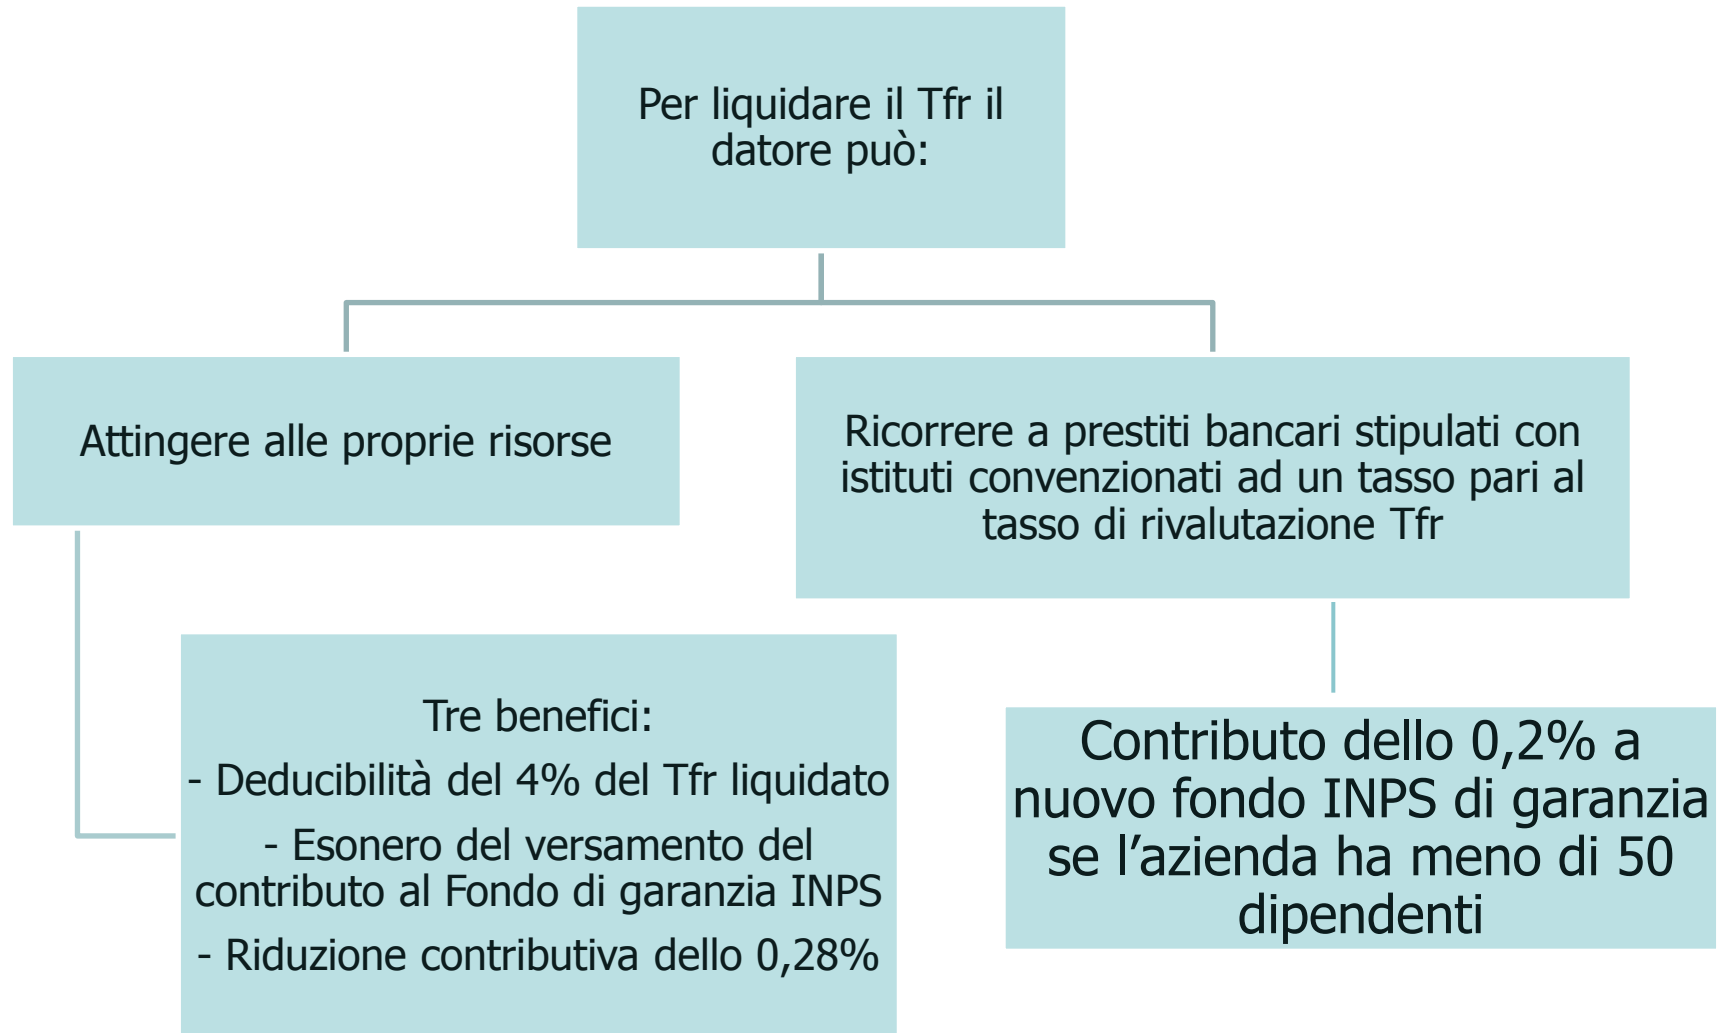 Per liquidare il Tfr il
datore può:
Attingere alle proprie risorse
Ricorrere a prestiti bancari stipulati con
istituti convenzionati ad un tasso pari al
tasso di rivalutazione Tfr
Tre benefici:
- Deducibilità del 4% del Tfr liquidato
- Esonero del versamento del
contributo al Fondo di garanzia INPS
- Riduzione contributiva dello 0,28%
Contributo dello 0,2% a
nuovo fondo INPS di garanzia
se l’azienda ha meno di 50
dipendenti